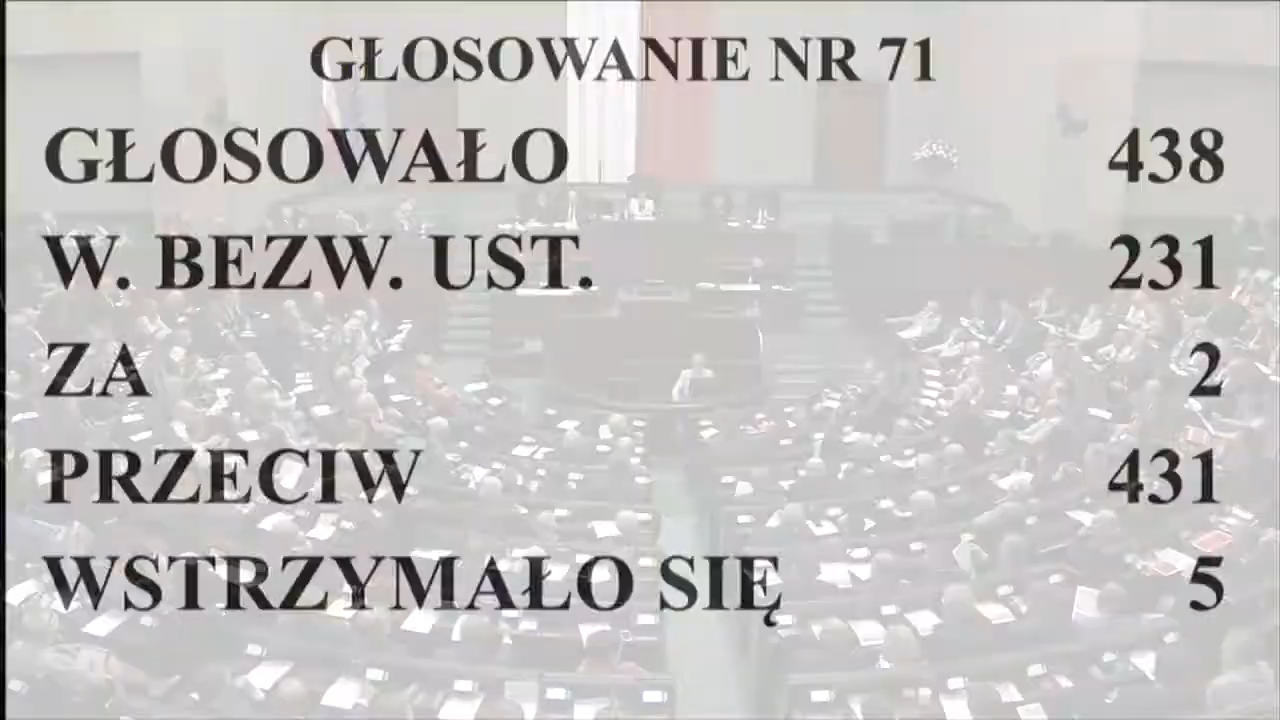 GŁOSOWANIE NR 71
GŁOSOWAŁO 438
W. BEZW. UST. 231
ZA 2
PRZECIW 431
WSTRZYMAŁO SIĘ 5